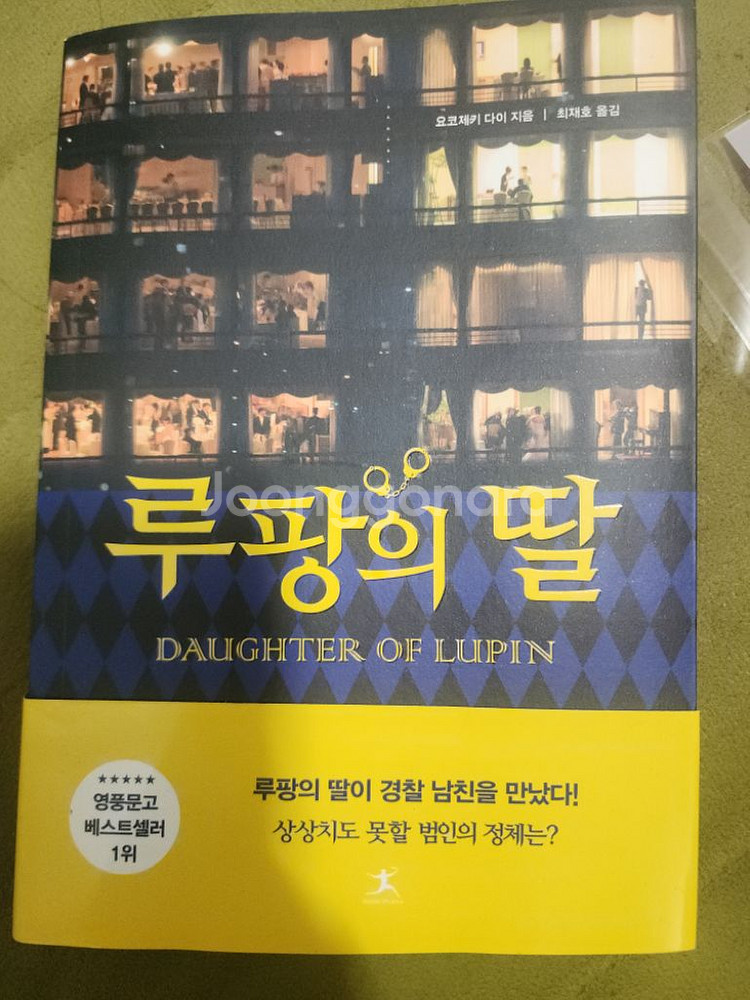 요코제키 다이 지음 | 최재호 옮김
Joonggonara
루팡의 딸
DAUGHTER OF LUPIN
★★★★★
영풍문고
베스트셀러
1위
루팡의 딸이 경찰 남친을 만났다!
상상치도 못할 범인의 정체는?